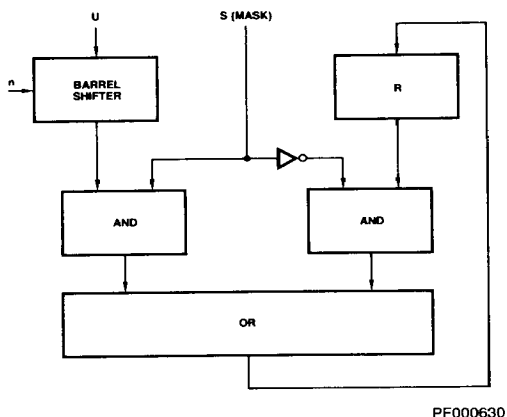 U
S (MASK)
n
BARREL
SHIFTER
R
AND
AND
OR
PF000630